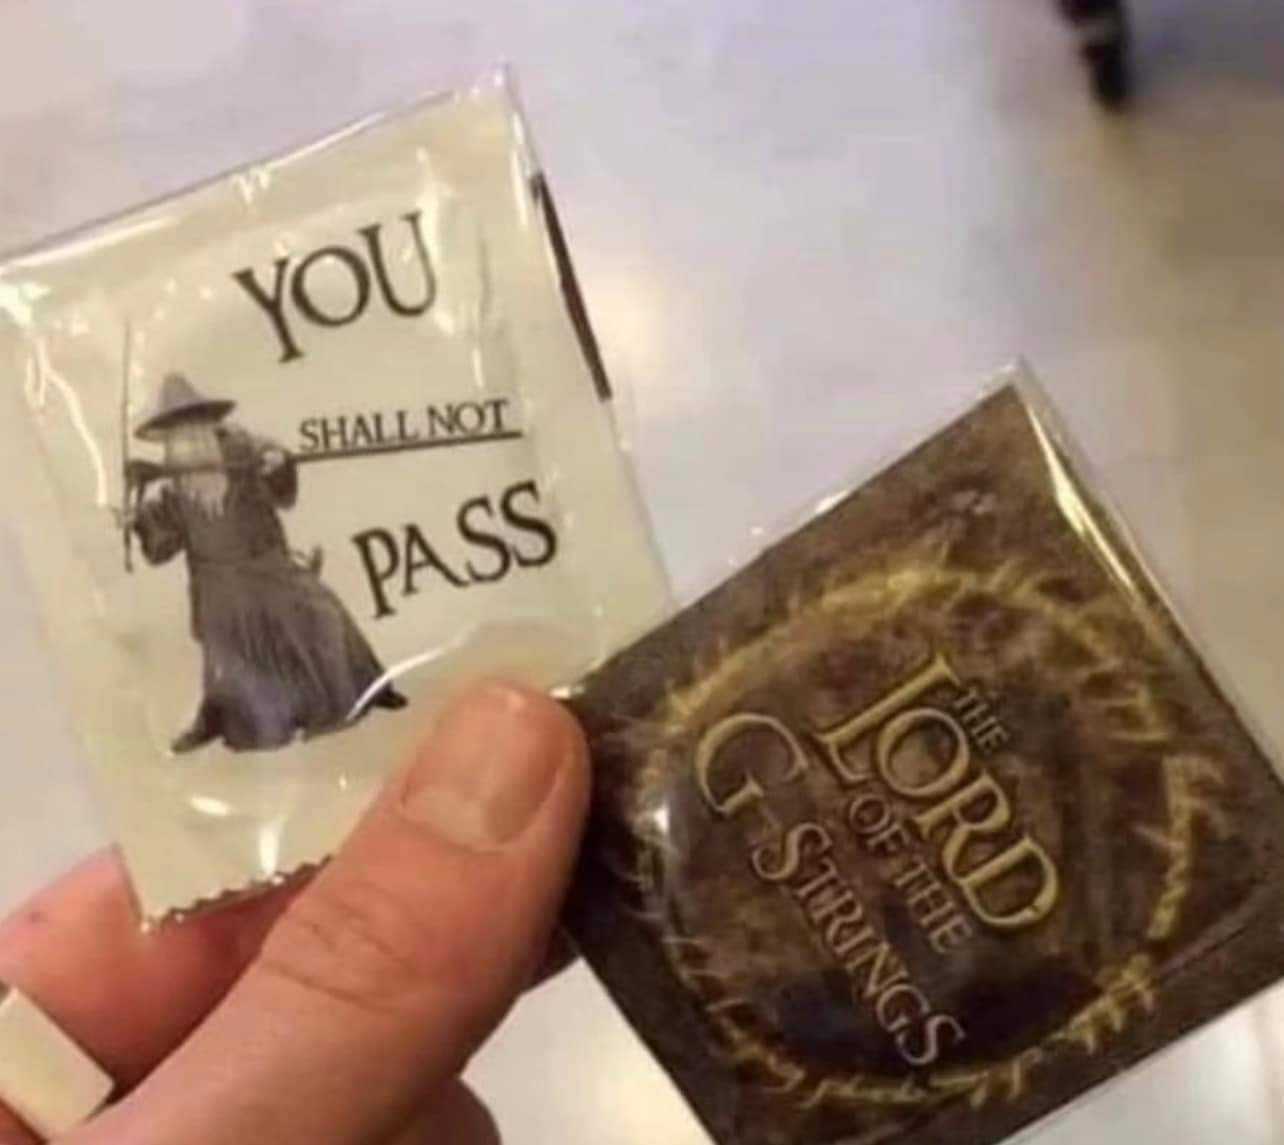 YOU
SHALL NOT
PASS
THE
LORD
OF THE
G-STRINGS